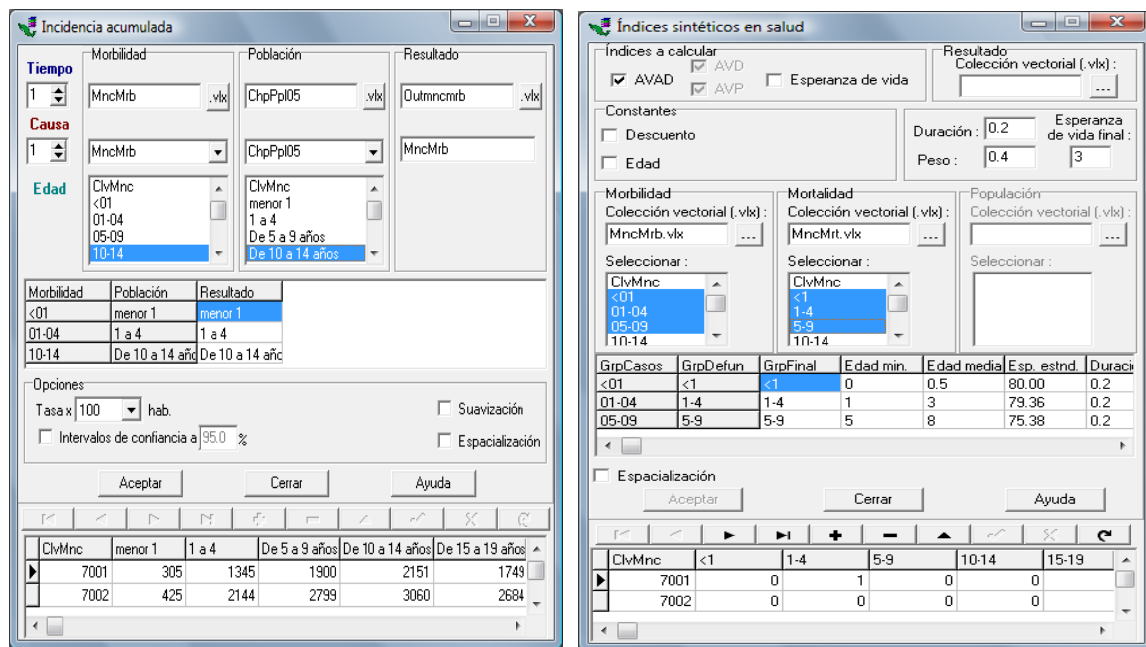 Incidencia acumulada
Morbilidad Población Resultado
Tiempo
1 MncMrb .vlx ChpPpl05 .vlx Outmncmrb .vlx
Causa
1 MncMrb ChpPpl05 MncMrb
Edad
ClvMnc
<01
01-04
05-09
10-14
ClvMnc
menor 1
1 a 4
De 5 a 9 años
De 10 a 14 años
Morbilidad Población Resultado
<01 menor 1 menor 1
01-04 1 a 4 1 a 4
10-14 De 10 a 14 año De 10 a 14 año
Opciones
Tasa x 100 hab. Suavización
Intervalos de confianza a 95.0 % Espacialización
Aceptar Cerrar Ayuda
ClvMnc menor 1 1 a 4 De 5 a 9 años De 10 a 14 años De 15 a 19 años
7001 305 1345 1900 2151 1749
7002 425 2144 2799 3060 2684
Índices sintéticos en salud
Índices a calcular
AVAD AVD AVP Esperanza de vida
Resultado
Colección vectorial (.vlx) :
...
Constantes
Descuento
Edad
Duración : 0.2 Esperanza de vida final :
Peso : 0.4 3
Morbilidad Mortalidad Populación
Colección vectorial (.vlx) : Colección vectorial (.vlx) : Colección vectorial (.vlx) :
MncMrb.vlx ... MncMrt.vlx ... ...
Seleccionar : Seleccionar : Seleccionar :
ClvMnc
<01
01-04
05-09
10-14
ClvMnc
<1
1-4
5-9
10-14
GrpCasos GrpDefun GrpFinal Edad min. Edad media Esp. estnd. Duraci
<01 <1 <1 0 0.5 80.00 0.2
01-04 1-4 1-4 1 3 79.36 0.2
05-09 5-9 5-9 5 8 75.38 0.2
Espacialización
Aceptar Cerrar Ayuda
ClvMnc <1 1-4 5-9 10-14 15-19
7001 0 1 0 0
7002 0 0 0 0